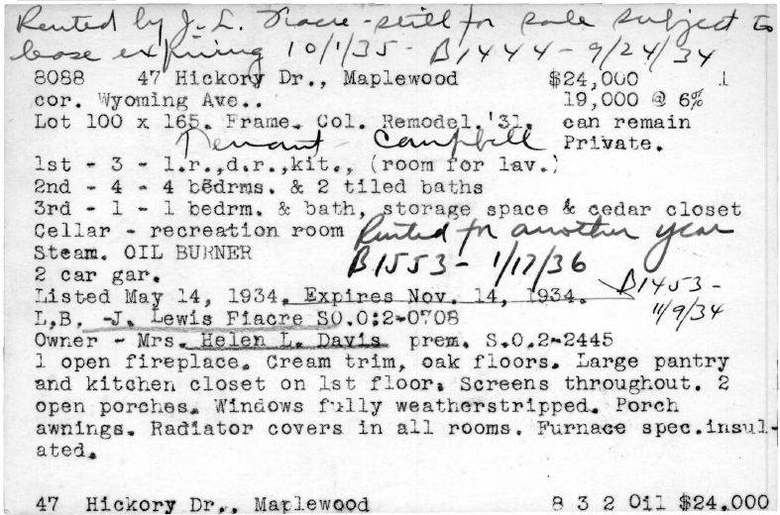 Rented by J. L. Fiacre - still for sale subject to
lease expiring 10/1/35 - B1444 - 9/24/34
8088 47 Hickory Dr., Maplewood $24,000 1
cor. Wyoming Ave.. 19,000 @ 6%
Lot 100 x 165. Frame. Col. Remodel. '31. can remain
Tenant - Campbell Private.
1st - 3 - l.r.,d.r.,kit., (room for lav.)
2nd - 4 - 4 bedrms. & 2 tiled baths
3rd - 1 - 1 bedrm. & bath, storage space & cedar closet
Cellar - recreation room Rented for another year
Steam. OIL BURNER B1553 - 1/17/36
2 car gar.
Listed May 14, 1934. Expires Nov. 14, 1934. B1453 -
11/9/34
L.B. -J. Lewis Fiacre SO.O:2-0708
Owner - Mrs. Helen L. Davis prem. S.O.2-2445
1 open fireplace. Cream trim, oak floors. Large pantry
and kitchen closet on 1st floor. Screens throughout. 2
open porches. Windows fully weatherstripped. Porch
awnings. Radiator covers in all rooms. Furnace spec.insul-
ated.
47 Hickory Dr., Maplewood 8 3 2 Oil $24.000